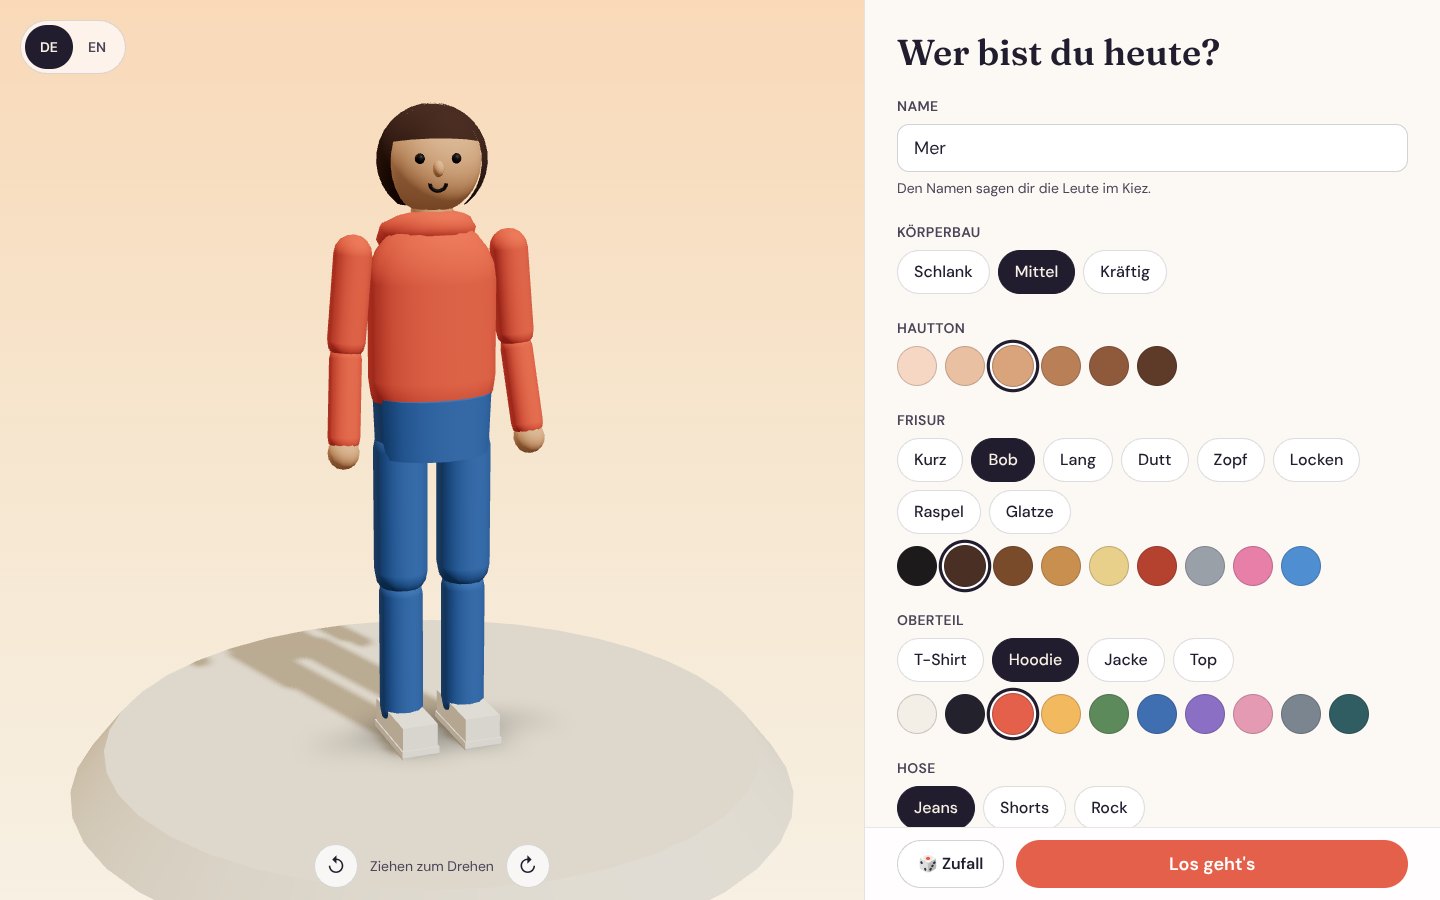 DE EN
Wer bist du heute?
NAME
Mer
Den Namen sagen dir die Leute im Kiez.
KÖRPERBAU
Schlank Mittel Kräftig
HAUTTON
FRISUR
Kurz Bob Lang Dutt Zopf Locken
Raspel Glatze
OBERTEIL
T-Shirt Hoodie Jacke Top
HOSE
Jeans Shorts Rock
Ziehen zum Drehen
Zufall Los geht's